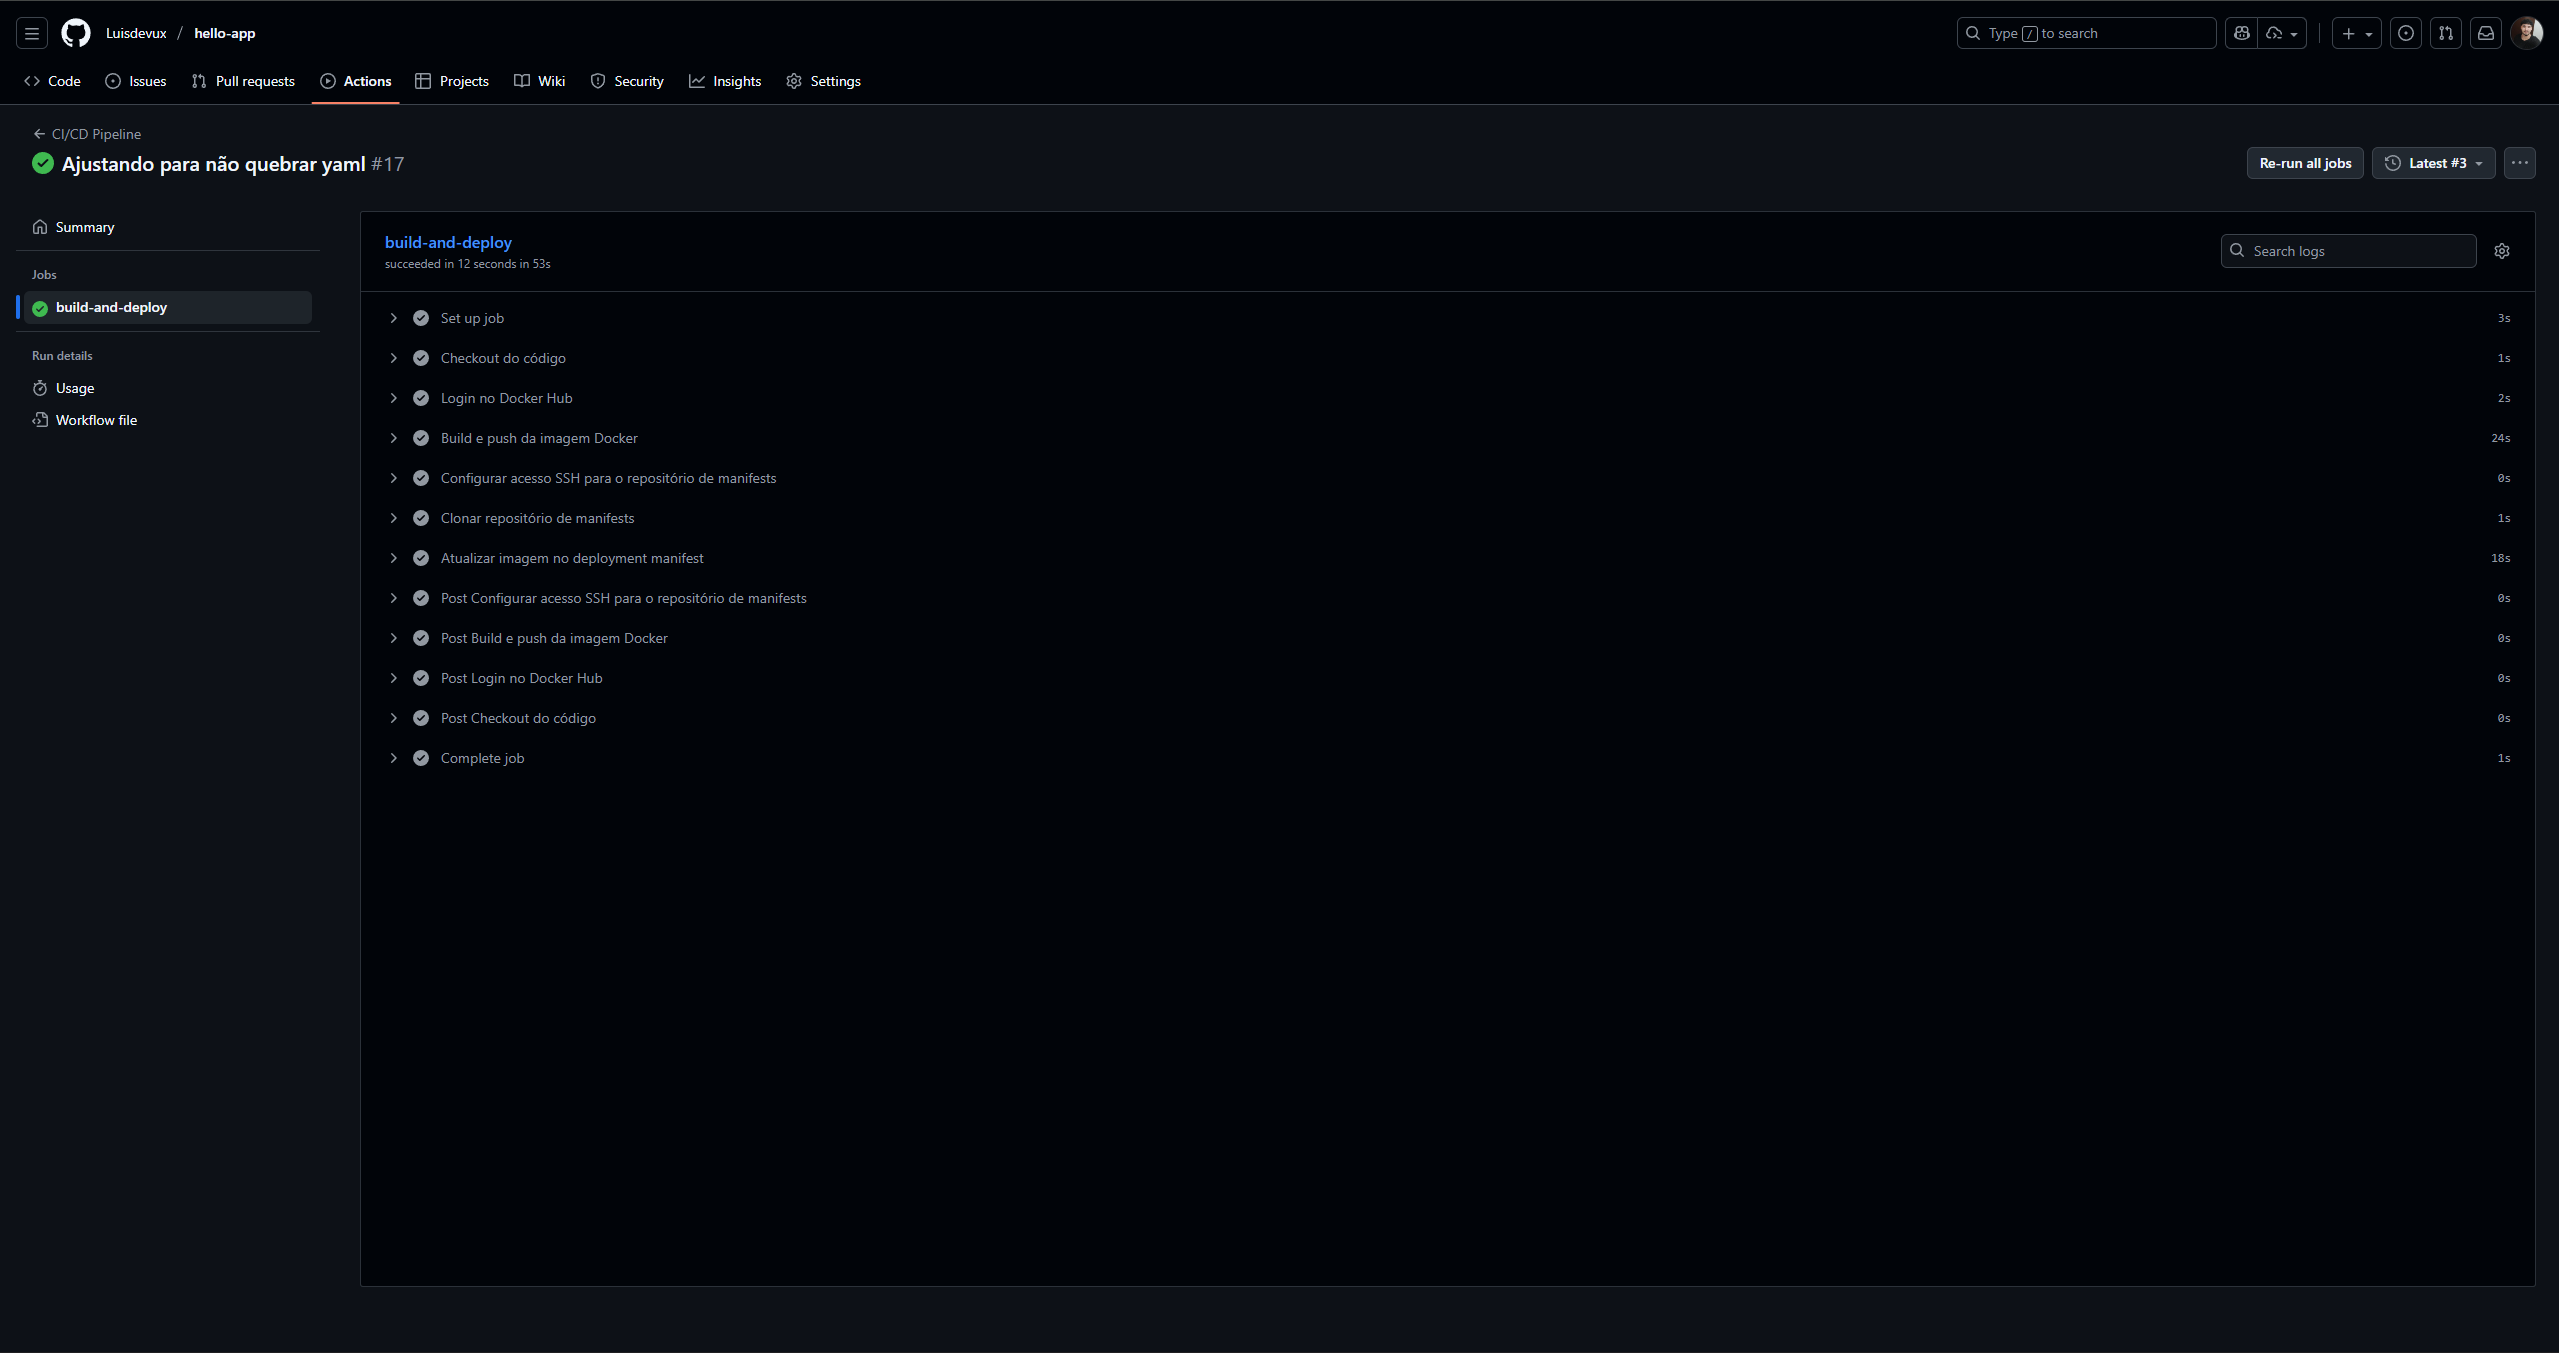 Luisdevux / hello-app
Type / to search
Code Issues Pull requests Actions Projects Wiki Security Insights Settings
CI/CD Pipeline
Ajustando para não quebrar yaml #17
Re-run all jobs
Latest #3
Summary
Jobs
build-and-deploy
Run details
Usage
Workflow file
build-and-deploy
succeeded in 12 seconds in 53s
Search logs
Set up job 3s
Checkout do código 1s
Login no Docker Hub 2s
Build e push da imagem Docker 24s
Configurar acesso SSH para o repositório de manifests 0s
Clonar repositório de manifests 1s
Atualizar imagem no deployment manifest 18s
Post Configurar acesso SSH para o repositório de manifests 0s
Post Build e push da imagem Docker 0s
Post Login no Docker Hub 0s
Post Checkout do código 0s
Complete job 1s